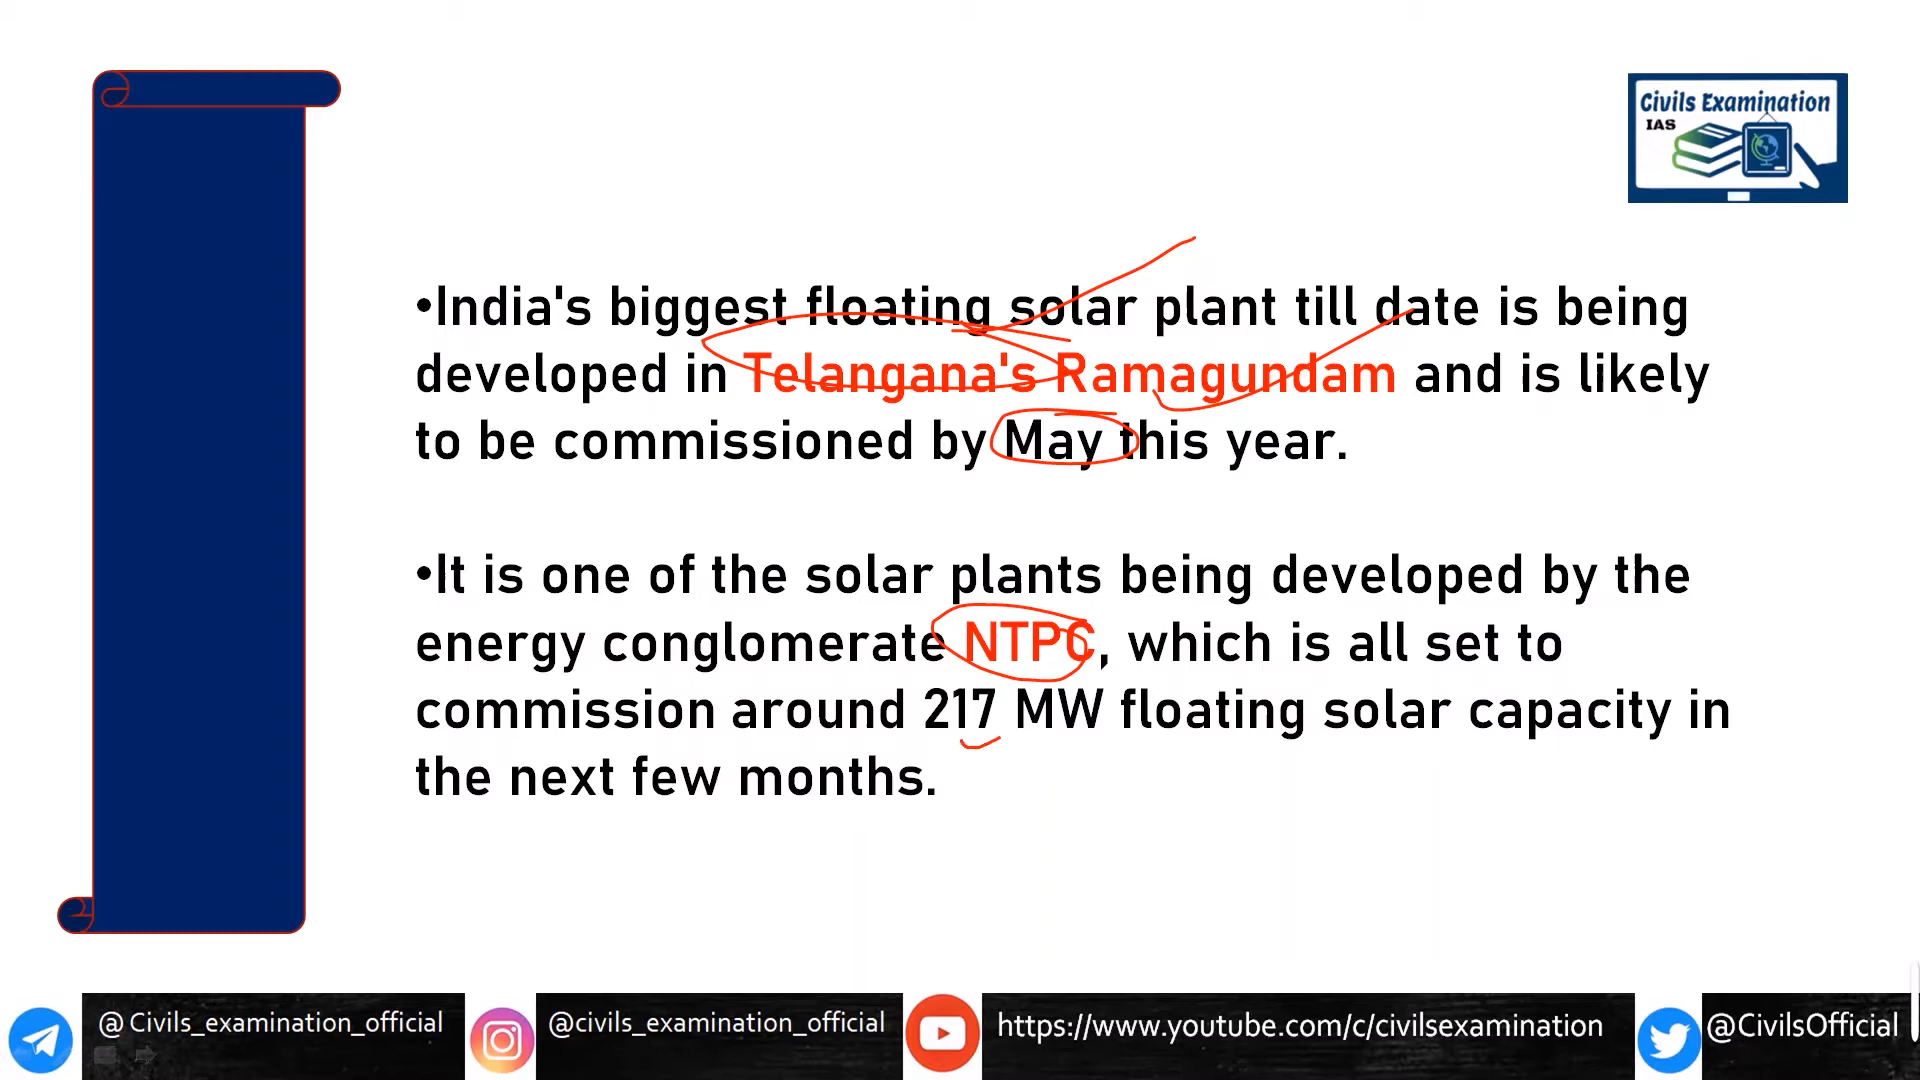 Civils Examination
IAS
•India's biggest floating solar plant till date is being
developed in Telangana's Ramagundam and is likely
to be commissioned by May this year.
•It is one of the solar plants being developed by the
energy conglomerate NTPC, which is all set to
commission around 217 MW floating solar capacity in
the next few months.
@ Civils_examination_official
@civils_examination_official
https://www.youtube.com/c/civilsexamination
@CivilsOfficial